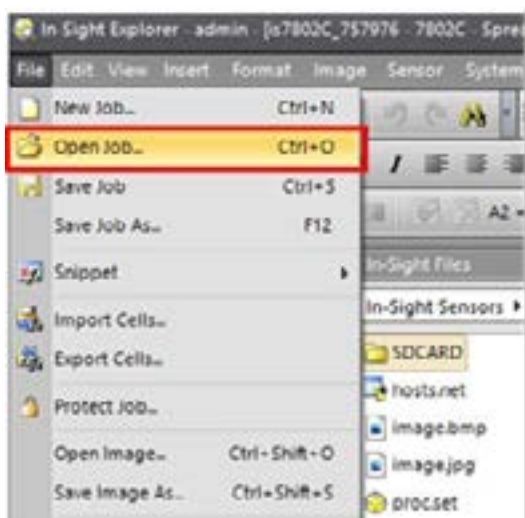 In-Sight Explorer - admin - [is7802C_757976 - 7802C - Spre
File Edit View Insert Format Image Sensor System
New Job... Ctrl+N
Open Job... Ctrl+O
Save Job Ctrl+S
Save Job As... F12
Snippet
Import Cells...
Export Cells...
Protect Job...
Open Image... Ctrl+Shift+O
Save Image As... Ctrl+Shift+S
I
A2
In-Sight Files
In-Sight Sensors
SDCARD
hosts.net
image.bmp
image.jpg
proc.set